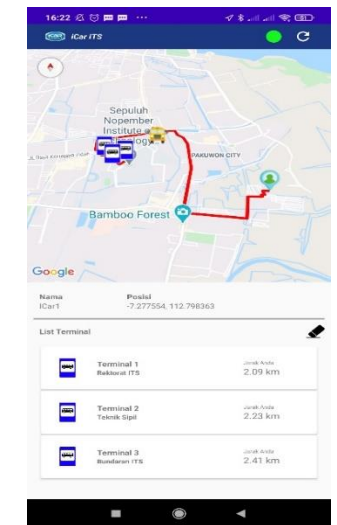 16:22
iCar ITS
Sepuluh
Nopember
Institute of
Technology
PAKUWON CITY
Bamboo Forest
Google
Nama
Posisi
ICar1
-7.277554, 112.798363
List Terminal
Terminal 1
Jarak Anda
Rektorat ITS
2.09 km
Terminal 2
Jarak Anda
Teknik Sipil
2.23 km
Terminal 3
Jarak Anda
Bundaran ITS
2.41 km